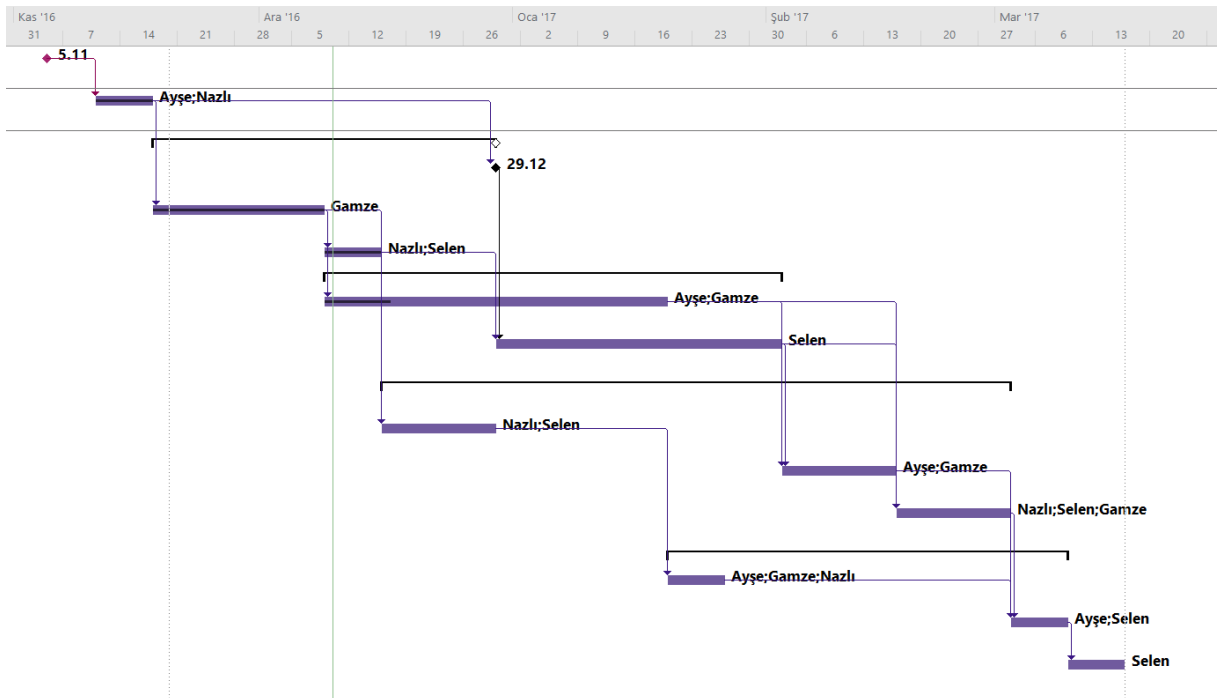 Kas '16 Ara '16 Oca '17 Şub '17 Mar '17
31 7 14 21 28 5 12 19 26 2 9 16 23 30 6 13 20 27 6 13 20
5.11
Ayşe;Nazlı
29.12
Gamze
Nazlı;Selen
Ayşe;Gamze
Selen
Nazlı;Selen
Ayşe;Gamze
Nazlı;Selen;Gamze
Ayşe;Gamze;Nazlı
Ayşe;Selen
Selen